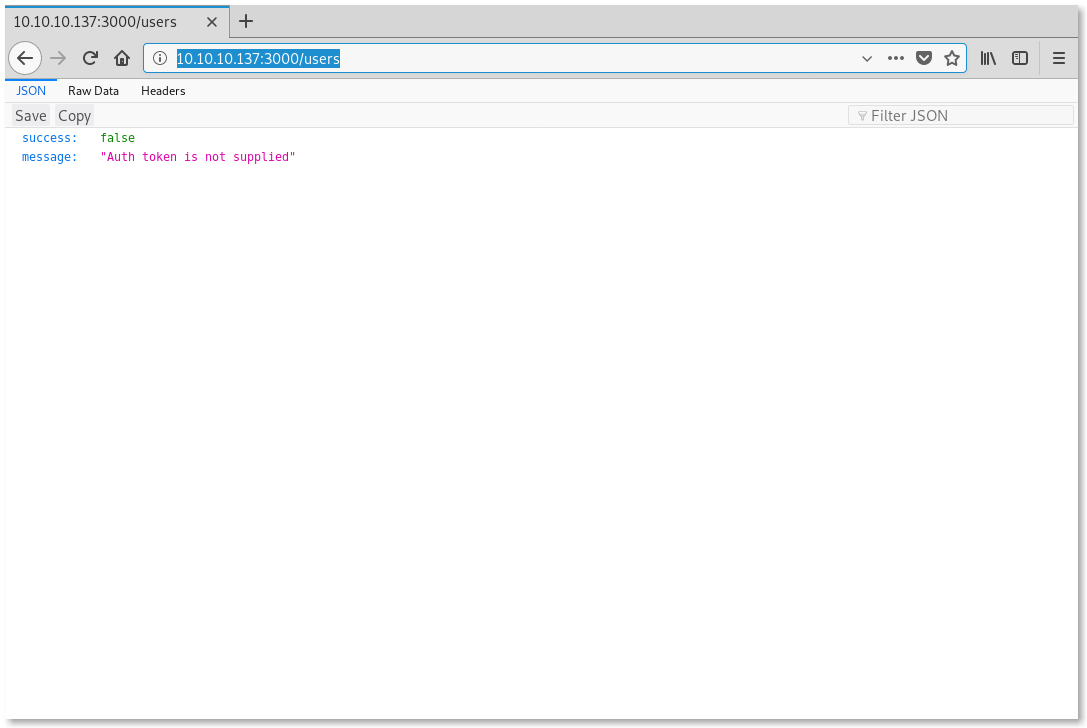 10.10.10.137:3000/users
10.10.10.137:3000/users
JSON Raw Data Headers
Save Copy Filter JSON
success: false
message: "Auth token is not supplied"